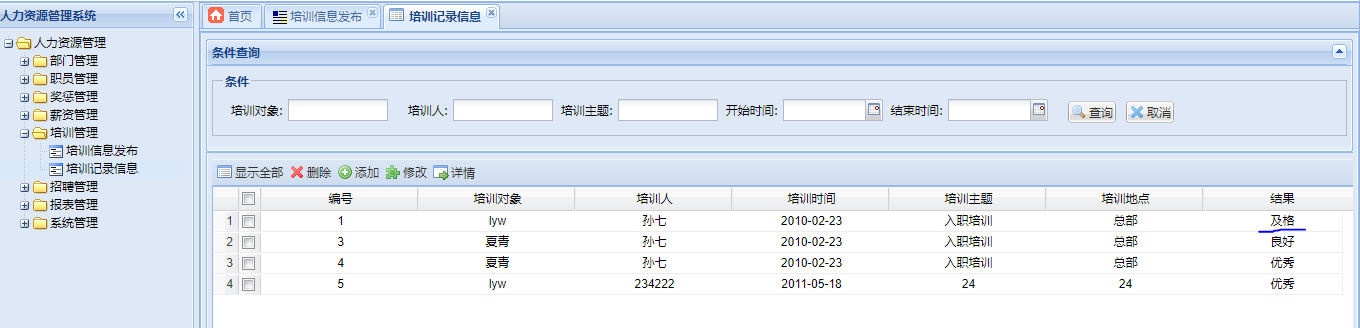 人力资源管理系统
首页 培训信息发布 培训记录信息
人力资源管理
部门管理
职员管理
奖惩管理
薪资管理
培训管理
培训信息发布
培训记录信息
招聘管理
报表管理
系统管理
条件查询
条件
培训对象: 培训人: 培训主题: 开始时间: 结束时间: 查询 取消
显示全部 删除 添加 修改 详情
编号 培训对象 培训人 培训时间 培训主题 培训地点 结果
1 1 lyw 孙七 2010-02-23 入职培训 总部 及格
2 3 夏青 孙七 2010-02-23 入职培训 总部 良好
3 4 夏青 孙七 2010-02-23 入职培训 总部 优秀
4 5 lyw 234222 2011-05-18 24 24 优秀